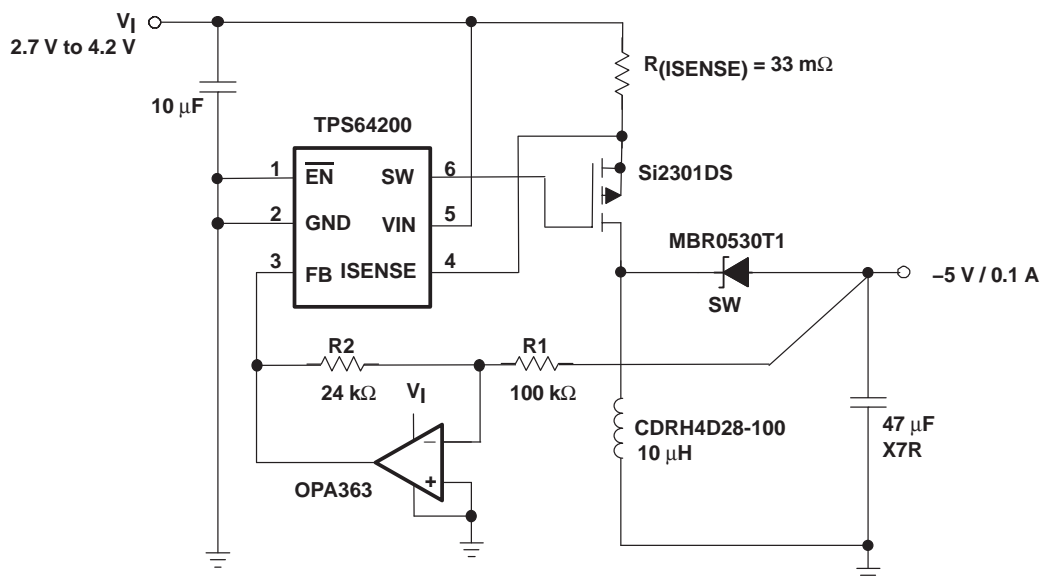 VI
2.7 V to 4.2 V
R(ISENSE) = 33 mΩ
10 μF
TPS64200
1
EN
SW
6
Si2301DS
2
GND
VIN
5
MBR0530T1
3
FB
ISENSE
4
–5 V / 0.1 A
SW
R2
R1
24 kΩ
VI
100 kΩ
CDRH4D28-100
10 μH
47 μF
X7R
–
+
OPA363